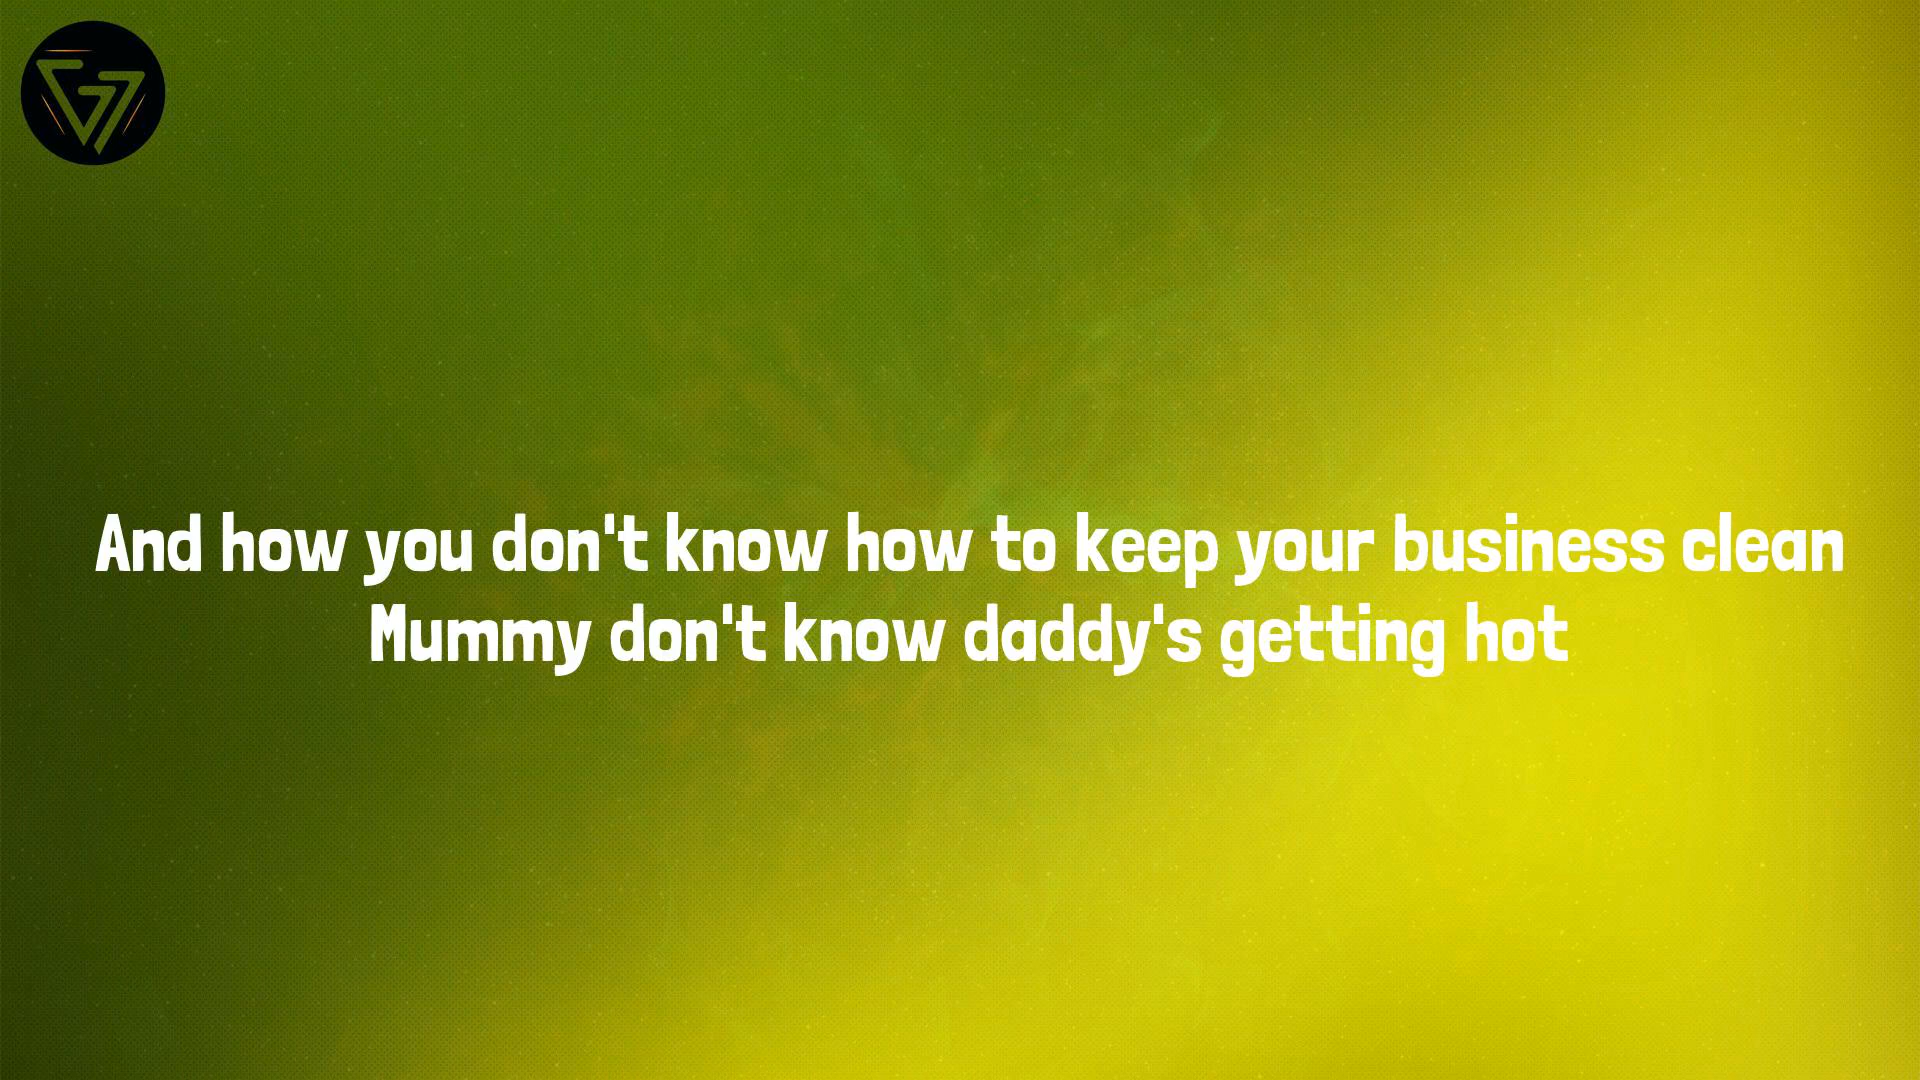 And how you don't know how to keep your business clean
Mummy don't know daddy's getting hot